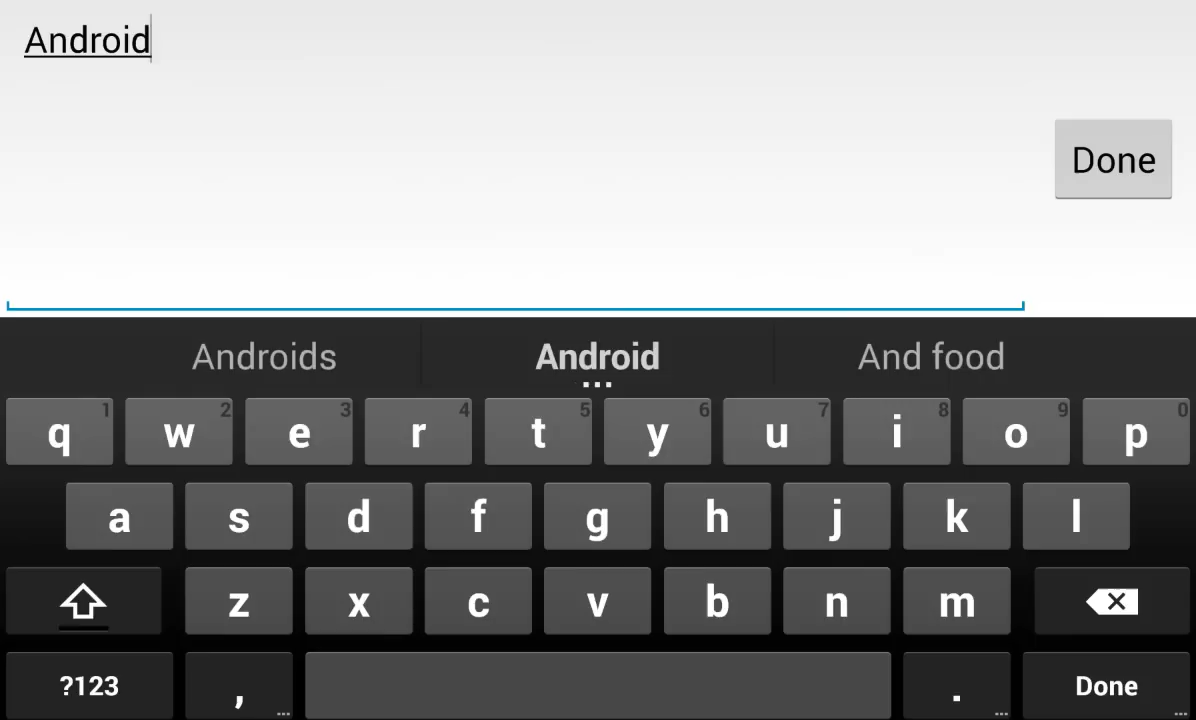 Android
Done
Androids Android And food
1 2 3 4 5 6 7 8 9 0
q w e r t y u i o p
a s d f g h j k l
z x c v b n m
?123 , . Done